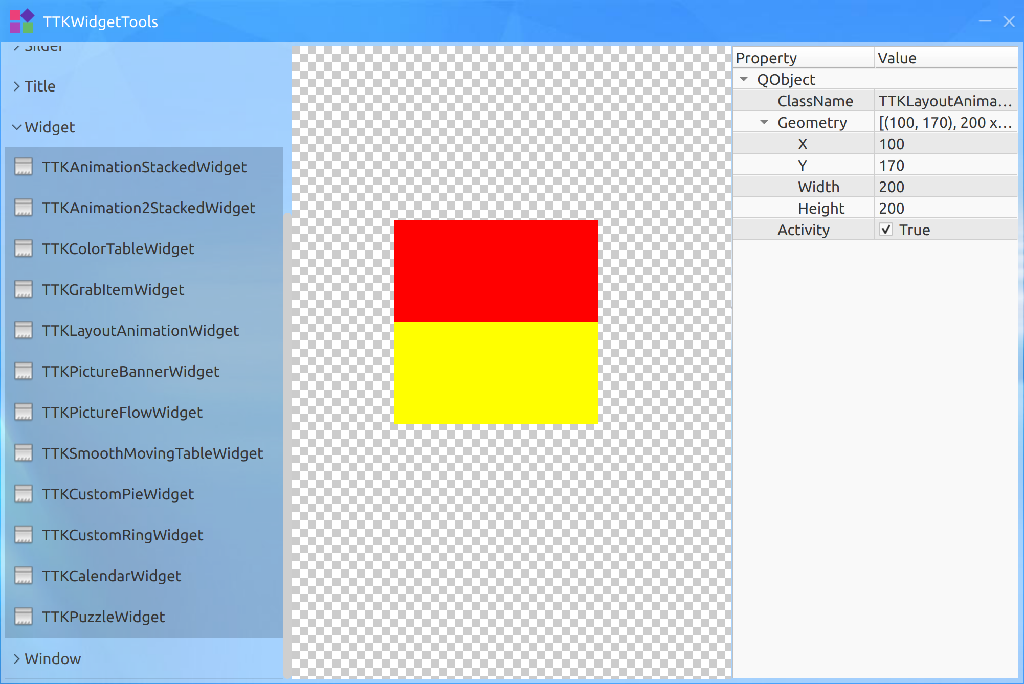 TTKWidgetTools
Slider
Title
Widget
TTKAnimationStackedWidget
TTKAnimation2StackedWidget
TTKColorTableWidget
TTKGrabItemWidget
TTKLayoutAnimationWidget
TTKPictureBannerWidget
TTKPictureFlowWidget
TTKSmoothMovingTableWidget
TTKCustomPieWidget
TTKCustomRingWidget
TTKCalendarWidget
TTKPuzzleWidget
Window
Property Value
QObject
ClassName TTKLayoutAnima...
Geometry [(100, 170), 200 x...
X 100
Y 170
Width 200
Height 200
Activity True